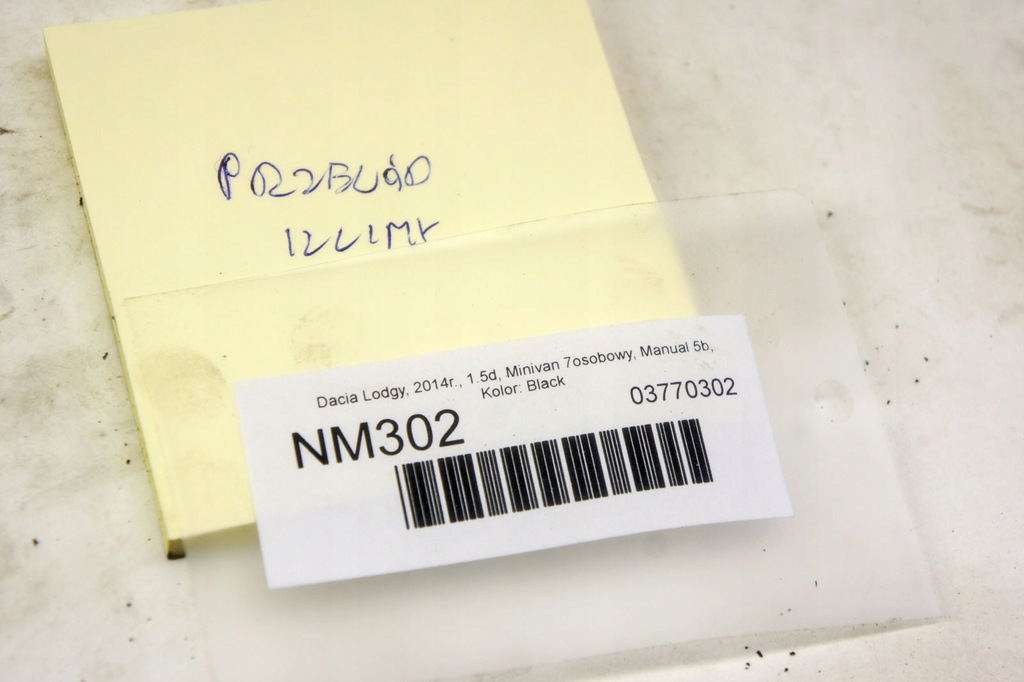 Dacia Lodgy, 2014r., 1.5d, Minivan 7osobowy, Manual 5b,
Kolor: Black
03770302
NM302